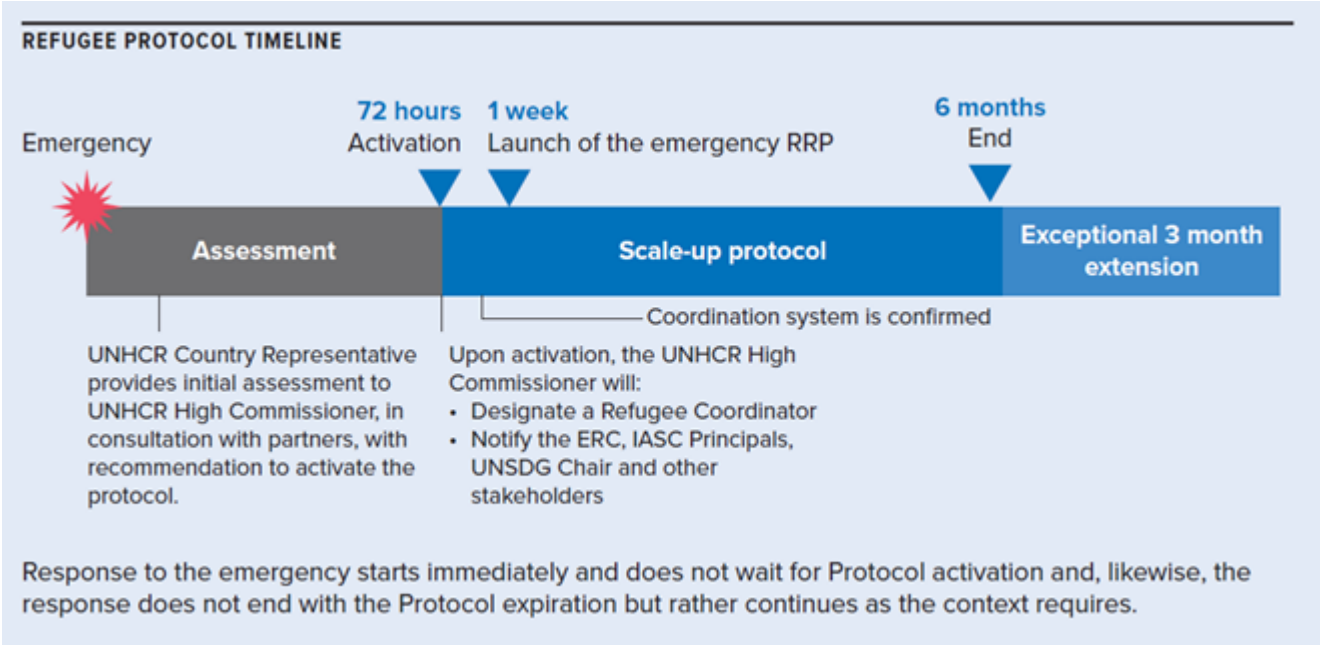 REFUGEE PROTOCOL TIMELINE
72 hours
1 week
6 months
Emergency
Activation
Launch of the emergency RRP
End
Assessment
Scale-up protocol
Exceptional 3 month
extension
Coordination system is confirmed
UNHCR Country Representative
provides initial assessment to
UNHCR High Commissioner, in
consultation with partners, with
recommendation to activate the
protocol.
Upon activation, the UNHCR High
Commissioner will:
• Designate a Refugee Coordinator
• Notify the ERC, IASC Principals,
UNSDG Chair and other
stakeholders
Response to the emergency starts immediately and does not wait for Protocol activation and, likewise, the
response does not end with the Protocol expiration but rather continues as the context requires.